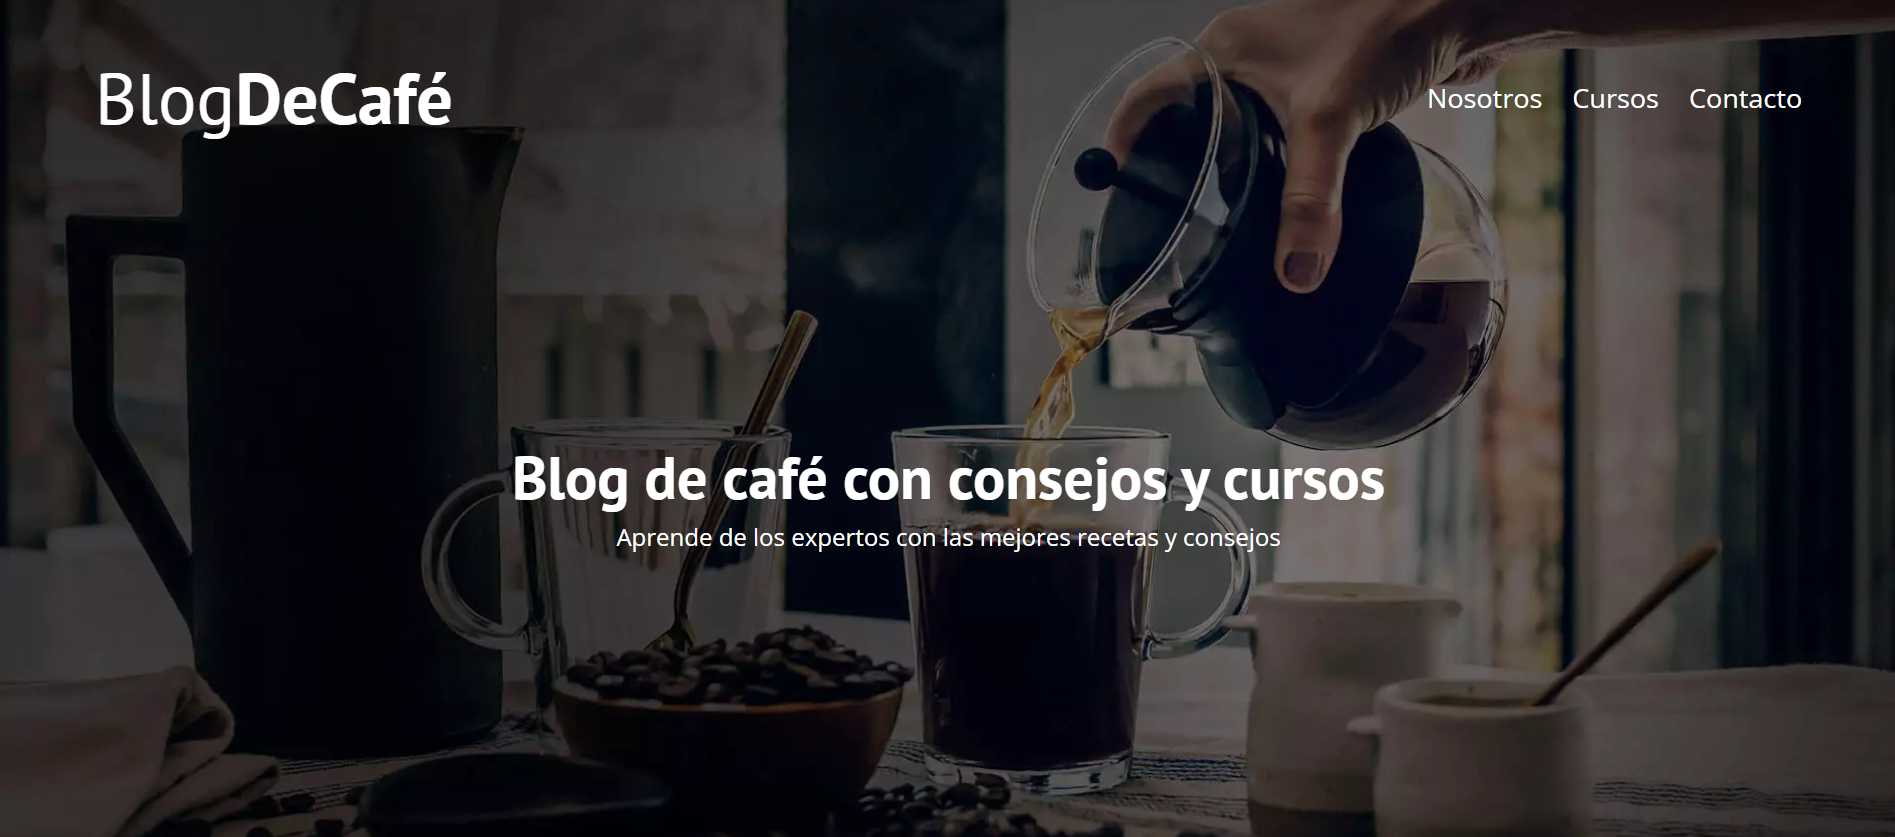 BlogDeCafé
Nosotros Cursos Contacto
Blog de café con consejos y cursos
Aprende de los expertos con las mejores recetas y consejos